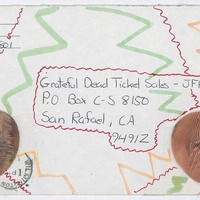 Grateful Dead Ticket Sales - JFK
P.O. Box C-S 8150
San Rafael, CA
94912